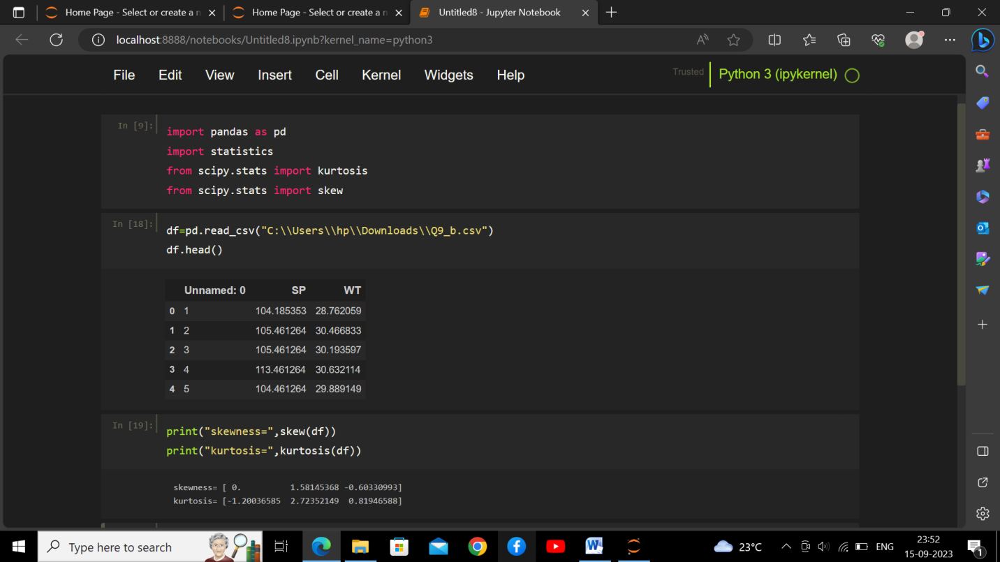 Home Page - Select or create a n
Home Page - Select or create a n
Untitled8 - Jupyter Notebook
localhost:8888/notebooks/Untitled8.ipynb?kernel_name=python3
File Edit View Insert Cell Kernel Widgets Help
Trusted
Python 3 (ipykernel)
In [9]:
import pandas as pd
import statistics
from scipy.stats import kurtosis
from scipy.stats import skew
In [18]:
df=pd.read_csv("C:\\Users\\hp\\Downloads\\Q9_b.csv")
df.head()
Unnamed: 0 SP WT
0 1 104.185353 28.762059
1 2 105.461264 30.466833
2 3 105.461264 30.193597
3 4 113.461264 30.632114
4 5 104.461264 29.889149
In [19]:
print("skewness=",skew(df))
print("kurtosis=",kurtosis(df))
skewness= [ 0. 1.58145368 -0.60330993]
kurtosis= [-1.20036585 2.72352149 0.81946588]
Type here to search
23°C
ENG
23:52
15-09-2023
1